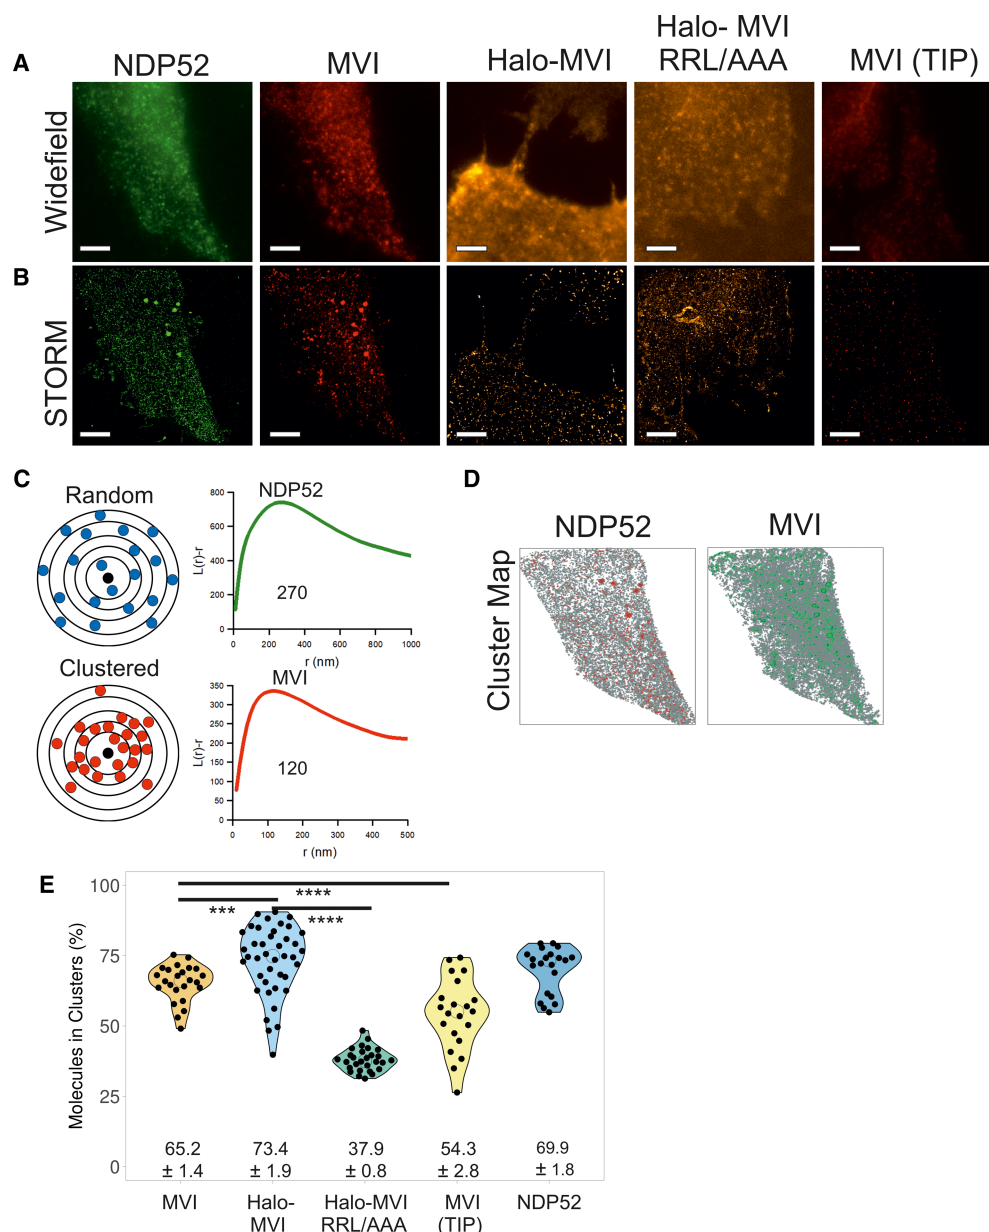 A
NDP52
MVI
Halo-MVI
Halo- MVI
RRL/AAA
MVI (TIP)
Widefield
B
STORM
C
Random
NDP52
L(r)-r
800
600
400
200
0
270
0 200 400 600 800 1000
r (nm)
Clustered
MVI
L(r)-r
350
300
250
200
150
100
50
0
120
0 100 200 300 400 500
r (nm)
D
NDP52
MVI
Cluster Map
E
Molecules in Clusters (%)
100
75
50
25
0
****
***
****
65.2 73.4 37.9 54.3 69.9
± 1.4 ± 1.9 ± 0.8 ± 2.8 ± 1.8
MVI Halo- Halo-MVI MVI NDP52
MVI RRL/AAA (TIP)